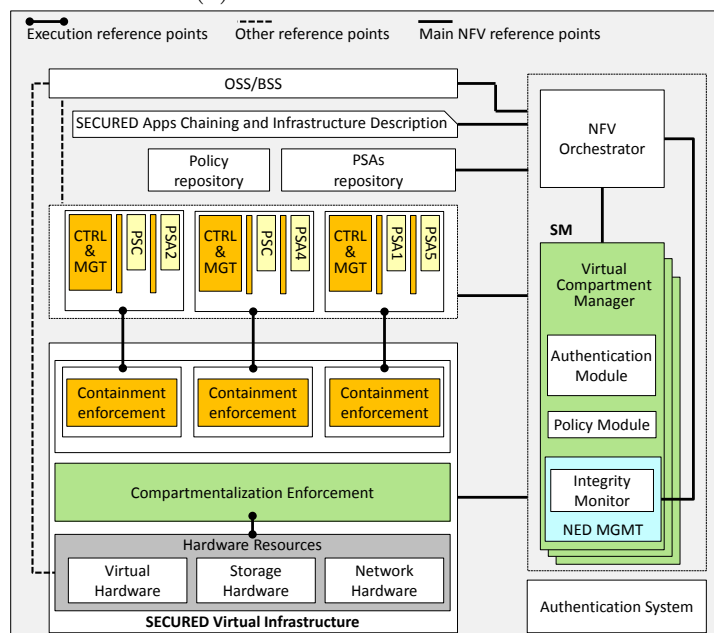 (
Execution reference points
Other reference points
Main NFV reference points
OSS/BSS
SECURED Apps Chaining and Infrastructure Description
Policy
repository
PSAs
repository
NFV
Orchestrator
SM
CTRL
&
MGT
PSC
PSA2
CTRL
&
MGT
PSC
PSA4
CTRL
&
MGT
PSA1
PSA5
Virtual
Compartment
Manager
Authentication
Module
Policy Module
Integrity
Monitor
NED MGMT
Containment
enforcement
Containment
enforcement
Containment
enforcement
Compartmentalization Enforcement
Hardware Resources
Virtual
Hardware
Storage
Hardware
Network
Hardware
SECURED Virtual Infrastructure
Authentication System